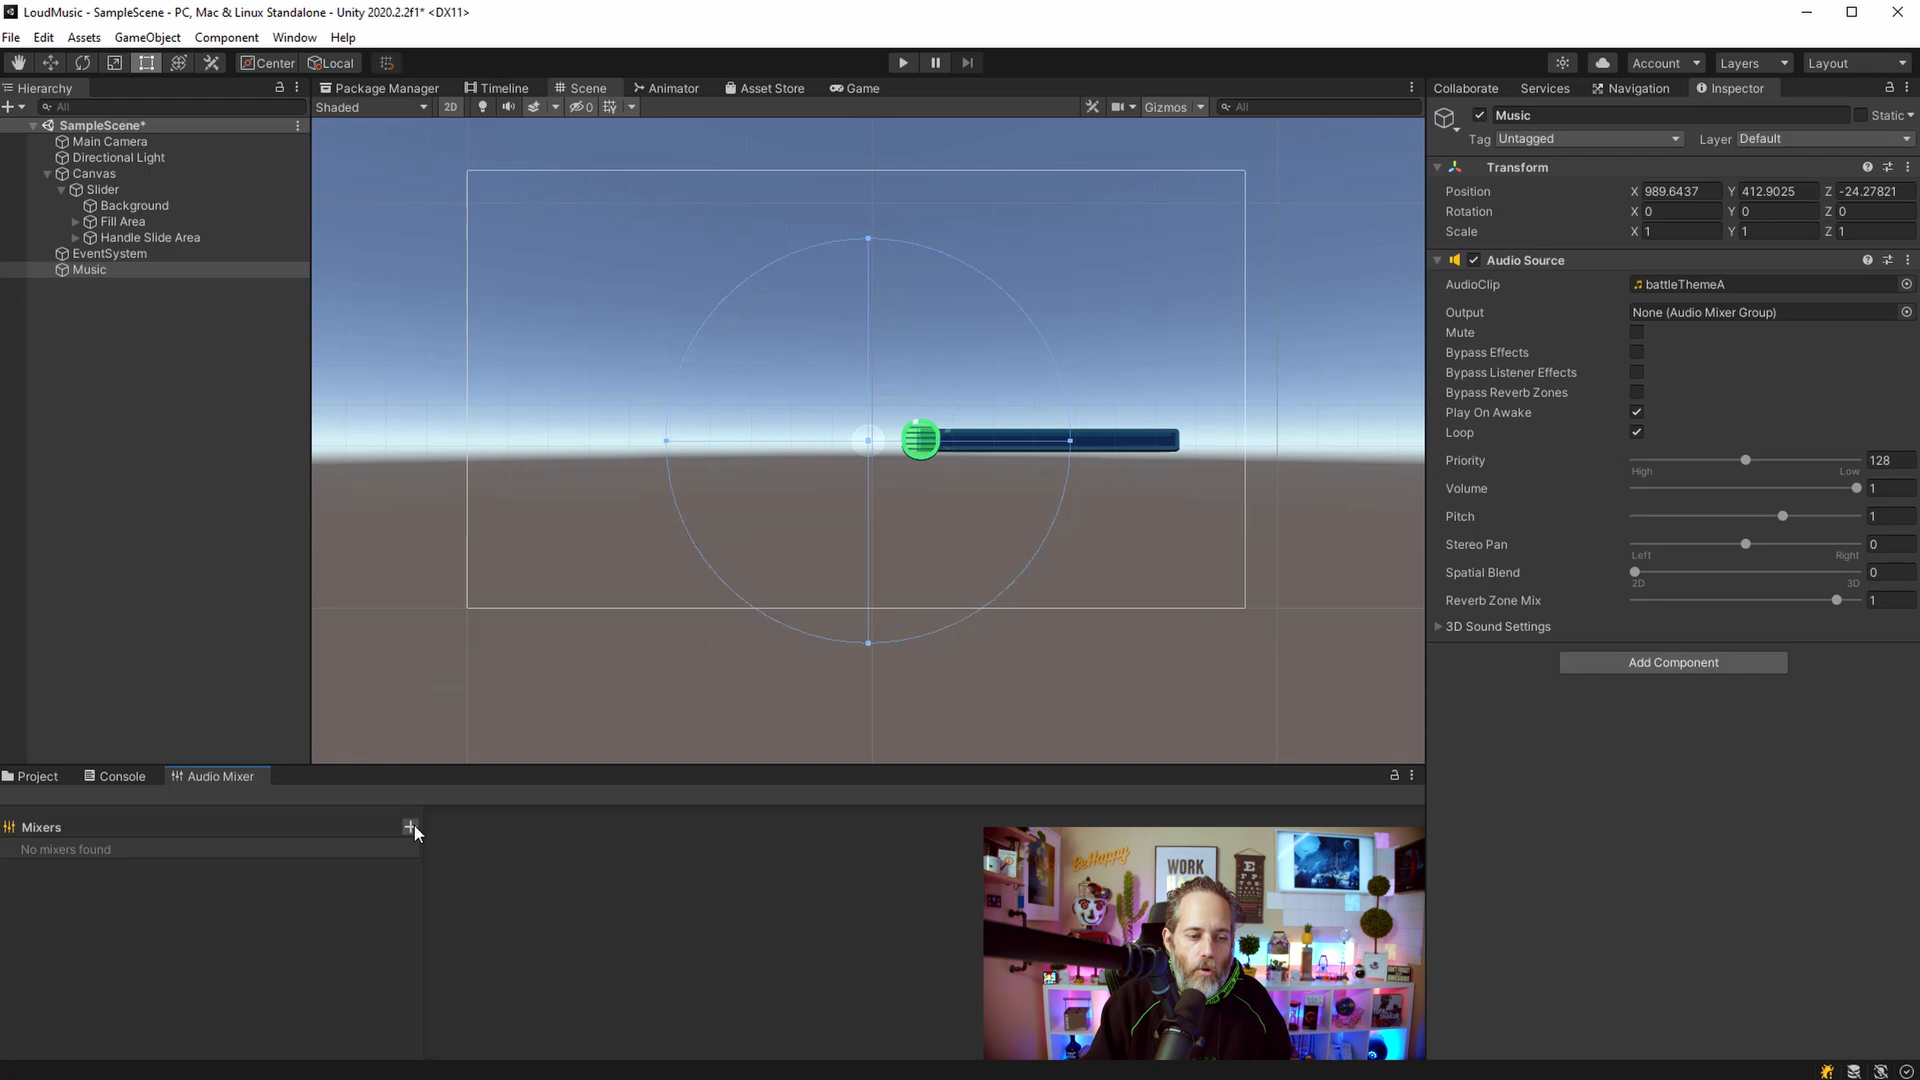 LoudMusic - SampleScene - PC, Mac & Linux Standalone - Unity 2020.2.2f1* <DX11>
File Edit Assets GameObject Component Window Help
Center Local
Account Layers Layout
Hierarchy
All
SampleScene*
Main Camera
Directional Light
Canvas
Slider
Background
Fill Area
Handle Slide Area
EventSystem
Music
Package Manager Timeline Scene Animator Asset Store Game
Shaded 2D 0 Gizmos All
Collaborate Services Navigation Inspector
Music Static
Tag Untagged Layer Default
Transform
Position X 989.6437 Y 412.9025 Z -24.27821
Rotation X 0 Y 0 Z 0
Scale X 1 Y 1 Z 1
Audio Source
AudioClip battleThemeA
Output None (Audio Mixer Group)
Mute
Bypass Effects
Bypass Listener Effects
Bypass Reverb Zones
Play On Awake
Loop
Priority 128
High Low
Volume 1
Pitch 1
Stereo Pan 0
Left Right
Spatial Blend 0
2D 3D
Reverb Zone Mix 1
3D Sound Settings
Add Component
Project Console Audio Mixer
Mixers
No mixers found
Be Happy
WORK
E